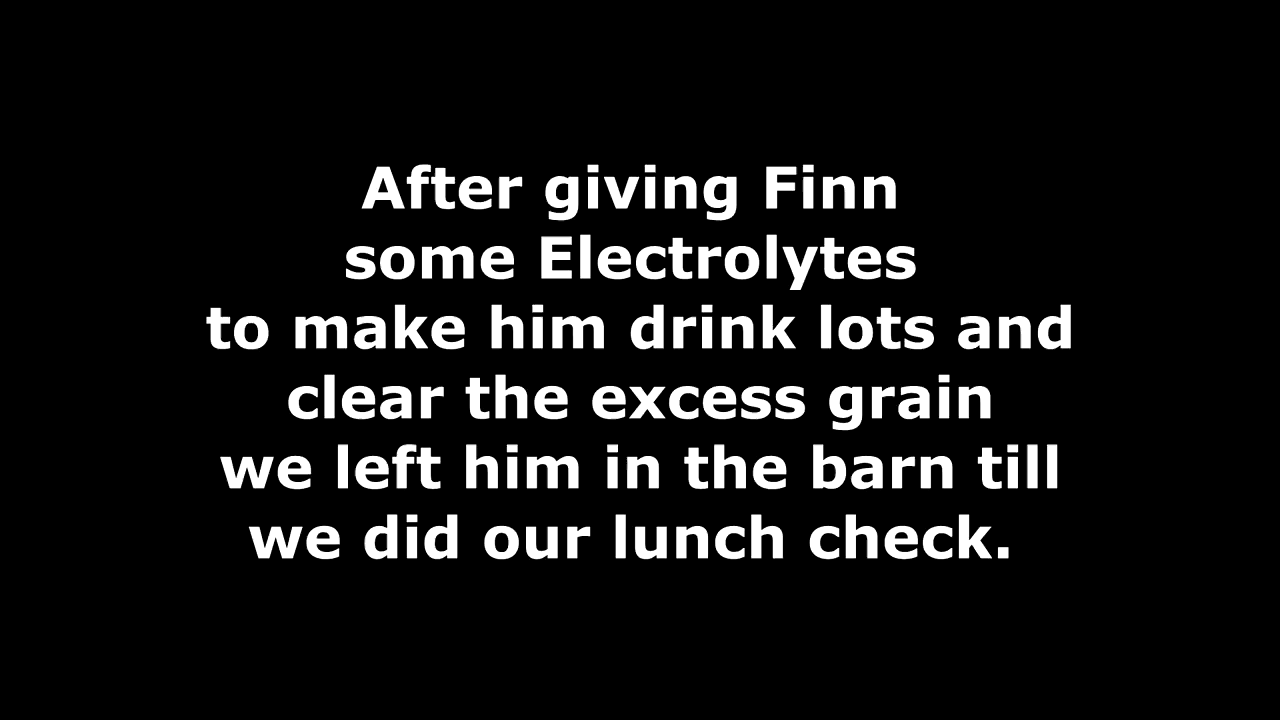 After giving Finn
some Electrolytes
to make him drink lots and
clear the excess grain
we left him in the barn till
we did our lunch check.